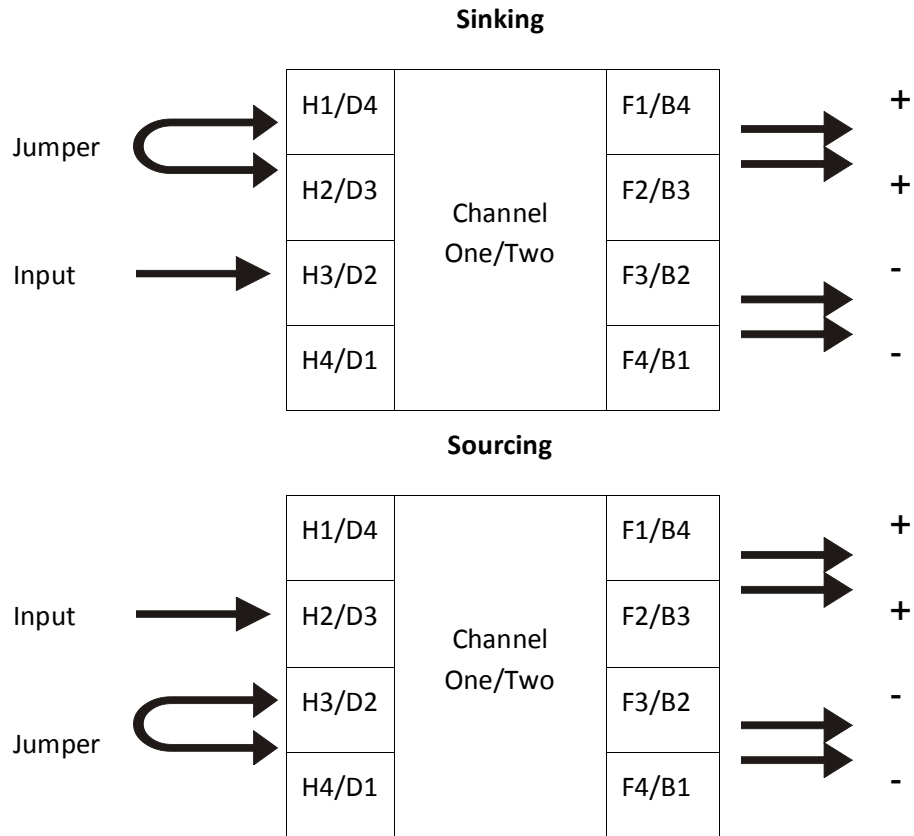 Sinking
H1/D4
F1/B4
+
Jumper
H2/D3
F2/B3
+
Channel
One/Two
Input
H3/D2
F3/B2
-
H4/D1
F4/B1
-
Sourcing
H1/D4
F1/B4
+
Input
H2/D3
F2/B3
+
Channel
One/Two
H3/D2
F3/B2
-
Jumper
H4/D1
F4/B1
-